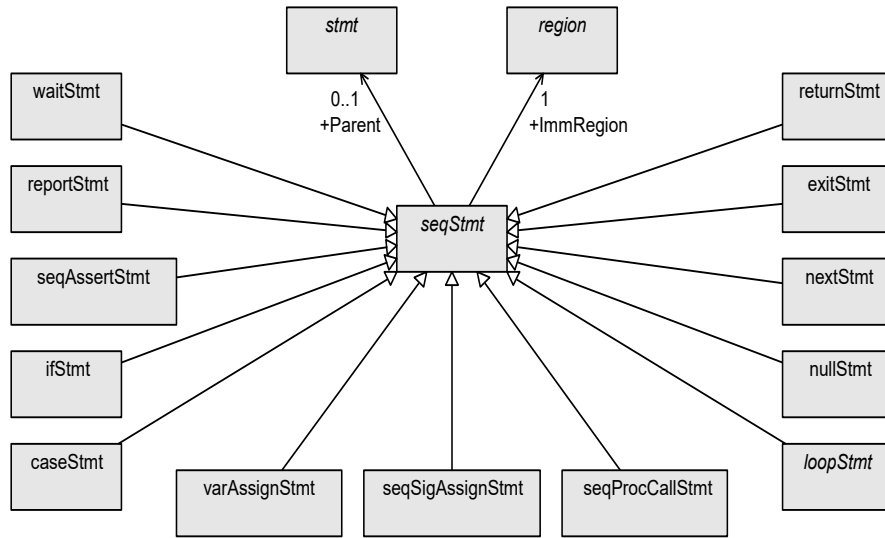 stmt
region
waitStmt
returnStmt
0..1
1
+Parent
+ImmRegion
reportStmt
exitStmt
seqStmt
seqAssertStmt
nextStmt
ifStmt
nullStmt
caseStmt
loopStmt
varAssignStmt
seqSigAssignStmt
seqProcCallStmt